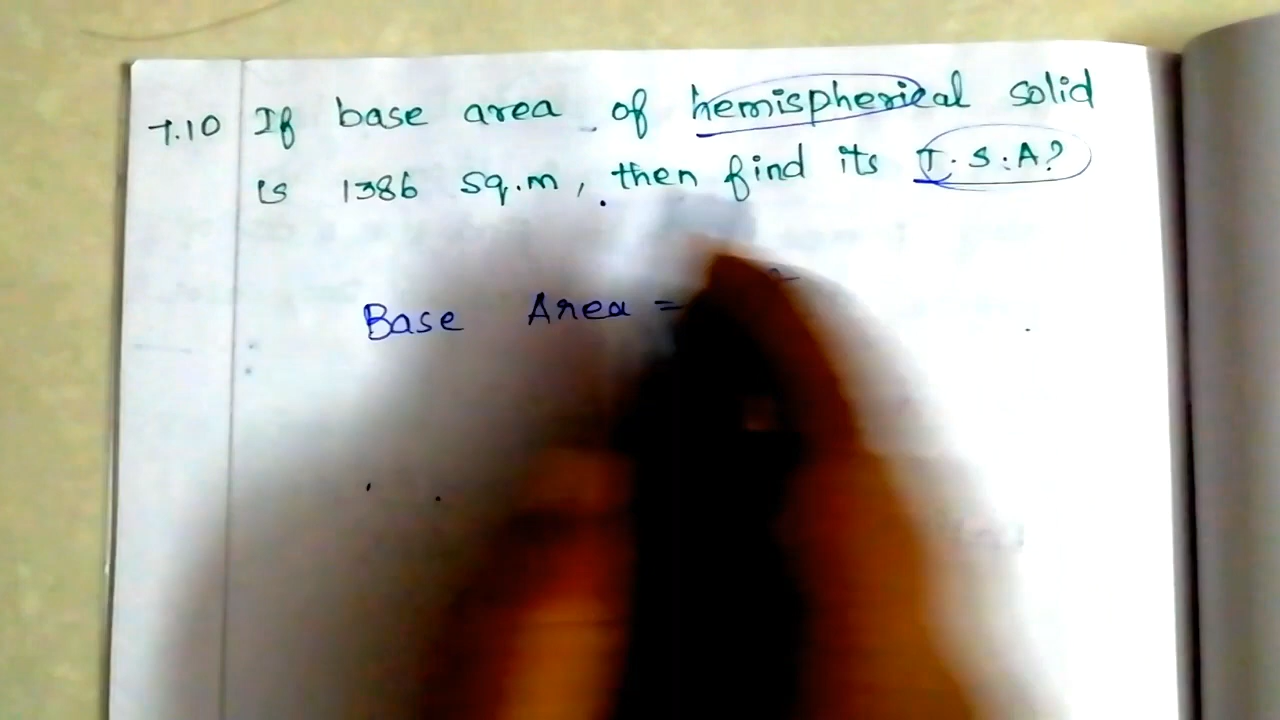 7.10 If base area of hemispherical solid
is 1386 sq.m, then find its T.S.A?
Base Area =